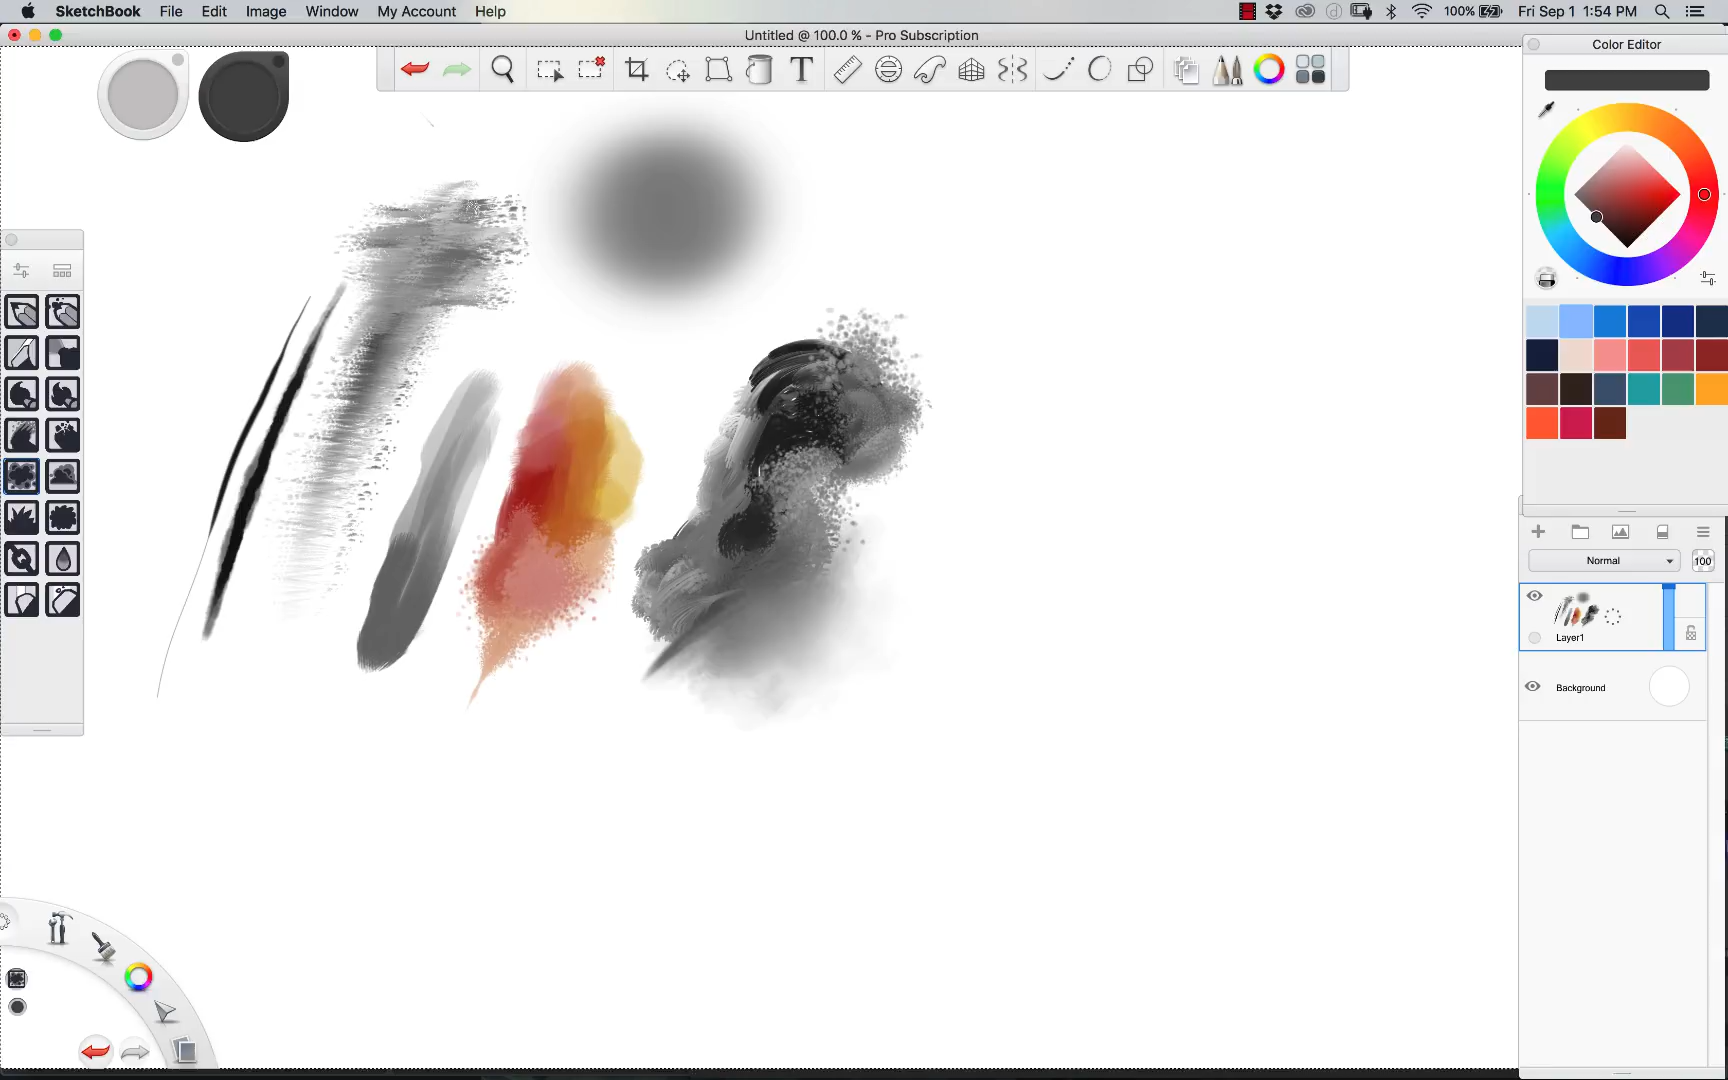 SketchBook File Edit Image Window My Account Help
100% Fri Sep 1 1:54 PM
Untitled @ 100.0 % - Pro Subscription
Color Editor
T
Normal
100
Layer1
Background